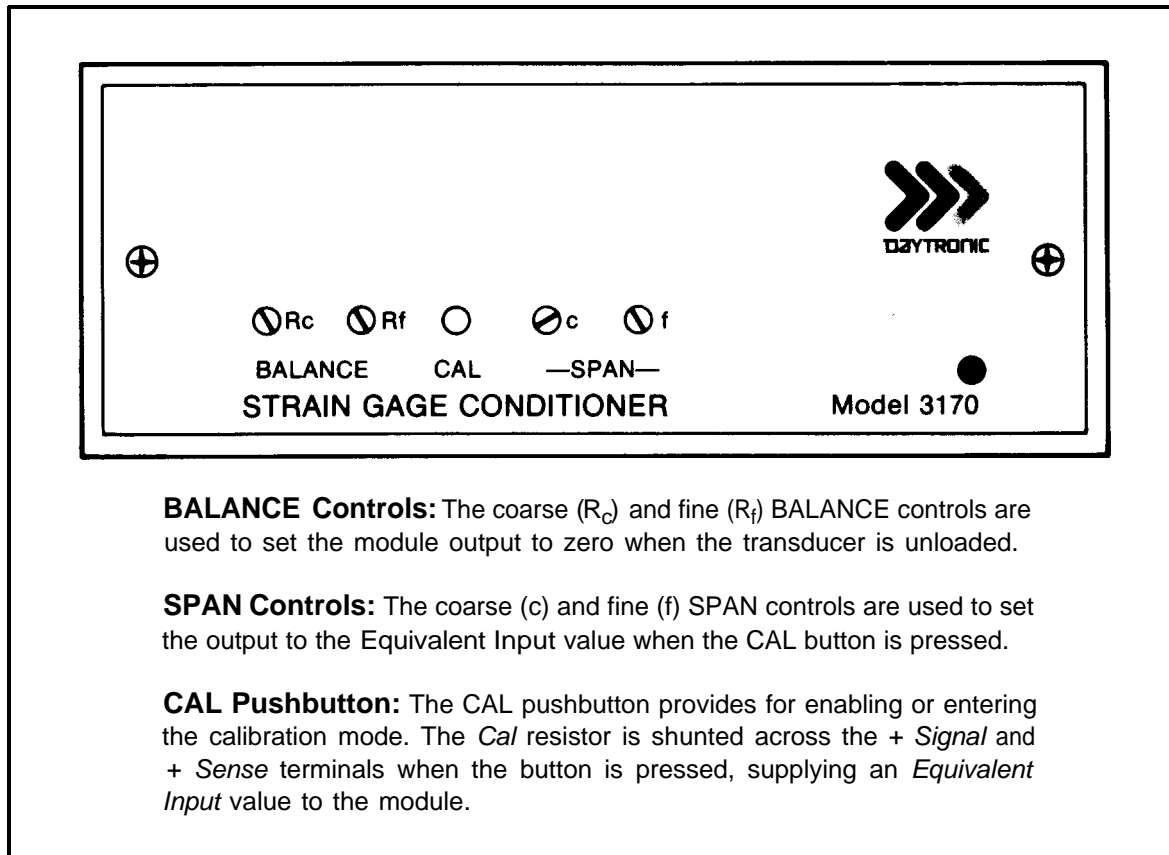 DAYTRONIC
Rc Rf c f
BALANCE CAL —SPAN—
STRAIN GAGE CONDITIONER Model 3170
BALANCE Controls: The coarse (Rc) and fine (Rf) BALANCE controls are
used to set the module output to zero when the transducer is unloaded.
SPAN Controls: The coarse (c) and fine (f) SPAN controls are used to set
the output to the Equivalent Input value when the CAL button is pressed.
CAL Pushbutton: The CAL pushbutton provides for enabling or entering
the calibration mode. The Cal resistor is shunted across the + Signal and
+ Sense terminals when the button is pressed, supplying an Equivalent
Input value to the module.